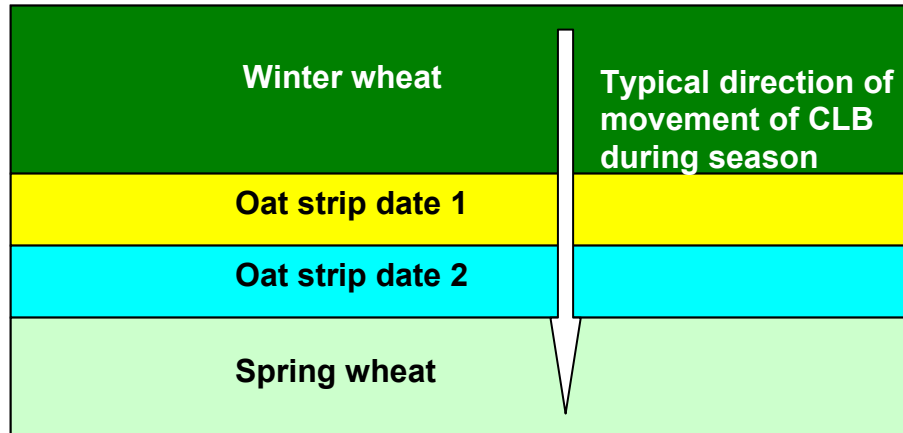 Winter wheat
Typical direction of
movement of CLB
during season
Oat strip date 1
Oat strip date 2
Spring wheat